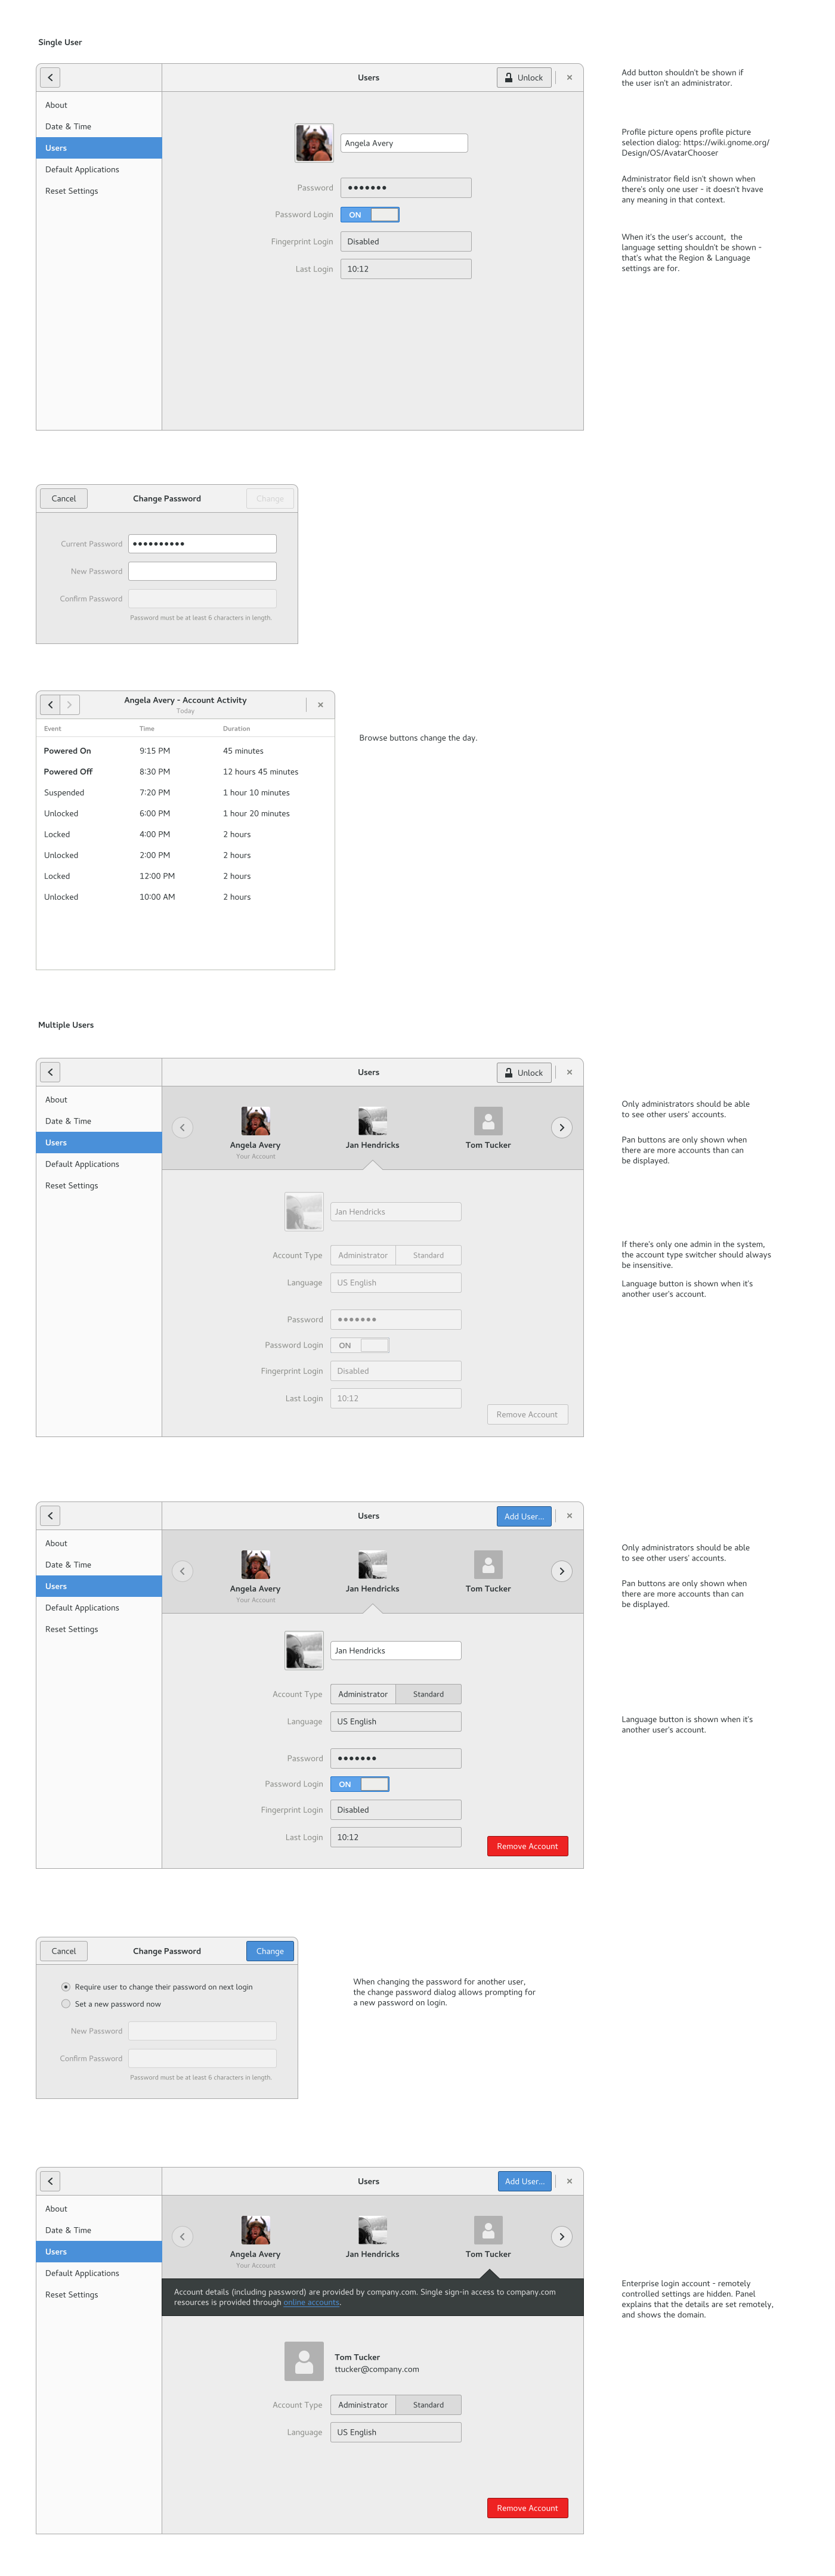 Single User
Users
Unlock
About
Date & Time
Users
Default Applications
Reset Settings
Angela Avery
Password
Password Login ON
Fingerprint Login Disabled
Last Login 10:12
Add button shouldn't be shown if
the user isn't an administrator.
Profile picture opens profile picture
selection dialog: https://wiki.gnome.org/
Design/OS/AvatarChooser
Administrator field isn't shown when
there's only one user - it doesn't hvave
any meaning in that context.
When it's the user's account, the
language setting shouldn't be shown -
that's what the Region & Language
settings are for.
Cancel Change Password Change
Current Password
New Password
Confirm Password
Password must be at least 6 characters in length.
Angela Avery - Account Activity
Today
Event Time Duration
Powered On 9:15 PM 45 minutes
Powered Off 8:30 PM 12 hours 45 minutes
Suspended 7:20 PM 1 hour 10 minutes
Unlocked 6:00 PM 1 hour 20 minutes
Locked 4:00 PM 2 hours
Unlocked 2:00 PM 2 hours
Locked 12:00 PM 2 hours
Unlocked 10:00 AM 2 hours
Browse buttons change the day.
Multiple Users
Users
Unlock
About
Date & Time
Users
Default Applications
Reset Settings
Angela Avery Jan Hendricks Tom Tucker
Your Account
Jan Hendricks
Account Type Administrator Standard
Language US English
Password
Password Login ON
Fingerprint Login Disabled
Last Login 10:12
Remove Account
Only administrators should be able
to see other users' accounts.
Pan buttons are only shown when
there are more accounts than can
be displayed.
If there's only one admin in the system,
the account type switcher should always
be insensitive.
Language button is shown when it's
another user's account.
Users
Add User...
About
Date & Time
Users
Default Applications
Reset Settings
Angela Avery Jan Hendricks Tom Tucker
Your Account
Jan Hendricks
Account Type Administrator Standard
Language US English
Password
Password Login ON
Fingerprint Login Disabled
Last Login 10:12
Remove Account
Only administrators should be able
to see other users' accounts.
Pan buttons are only shown when
there are more accounts than can
be displayed.
Language button is shown when it's
another user's account.
Cancel Change Password Change
Require user to change their password on next login
Set a new password now
New Password
Confirm Password
Password must be at least 6 characters in length.
When changing the password for another user,
the change password dialog allows prompting for
a new password on login.
Users
Add User...
About
Date & Time
Users
Default Applications
Reset Settings
Angela Avery Jan Hendricks Tom Tucker
Your Account
Account details (including password) are provided by company.com. Single sign-in access to company.com
resources is provided through online accounts.
Tom Tucker
ttucker@company.com
Account Type Administrator Standard
Language US English
Remove Account
Enterprise login account - remotely
controlled settings are hidden. Panel
explains that the details are set remotely,
and shows the domain.